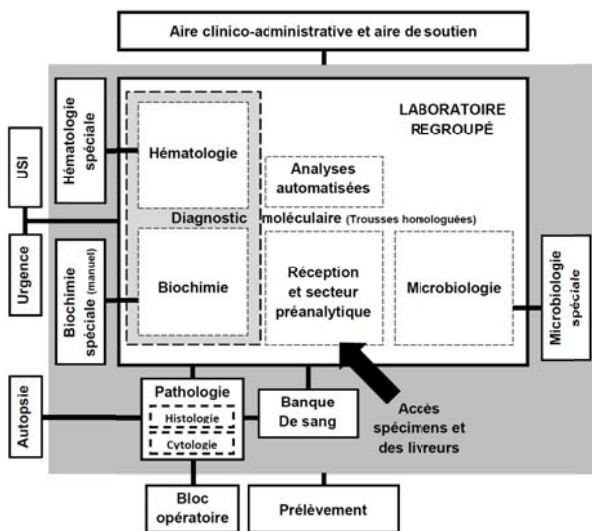 Aire clinico-administrative et aire de soutien
LABORATOIRE
REGROUPÉ
Hématologie
spéciale
USI
Urgence
Hématologie
Analyses
automatisées
Diagnostic moléculaire (Trousses homologuées)
Biochimie
spéciale (manuel)
Biochimie
Réception
et secteur
préanalytique
Microbiologie
Microbiologie
spéciale
Autopsie
Pathologie
Histologie
Cytologie
Banque
De sang
Accès
spécimens et
des livreurs
Bloc
opératoire
Prélèvement